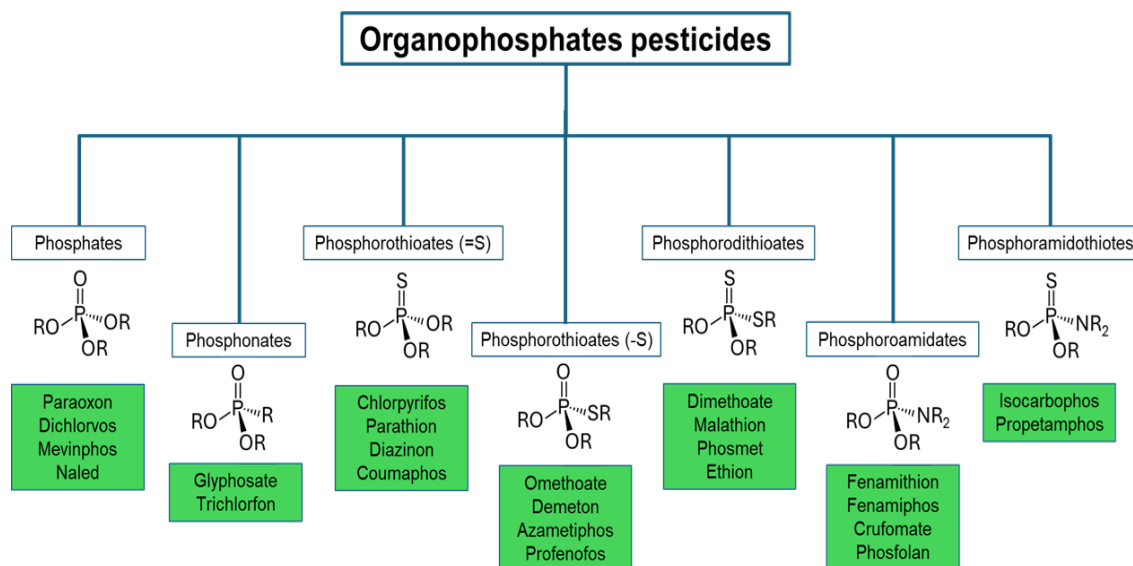 Organophosphates pesticides
Phosphates
O
P
RO
OR
OR
Paraoxon
Dichlorvos
Mevinphos
Naled
Phosphonates
O
P
RO
R
OR
Glyphosate
Trichlorfon
Phosphorothioates (=S)
S
P
RO
OR
OR
Chlorpyrifos
Parathion
Diazinon
Coumaphos
Phosphorothioates (-S)
O
P
RO
SR
OR
Omethoate
Demeton
Azametiphos
Profenofos
Phosphorodithioates
S
P
RO
SR
OR
Dimethoate
Malathion
Phosmet
Ethion
Phosphoroamidates
O
P
RO
NR2
OR
Fenamithion
Fenamiphos
Crufomate
Phosfolan
Phosphoramidothiotes
S
P
RO
NR2
OR
Isocarbophos
Propetamphos